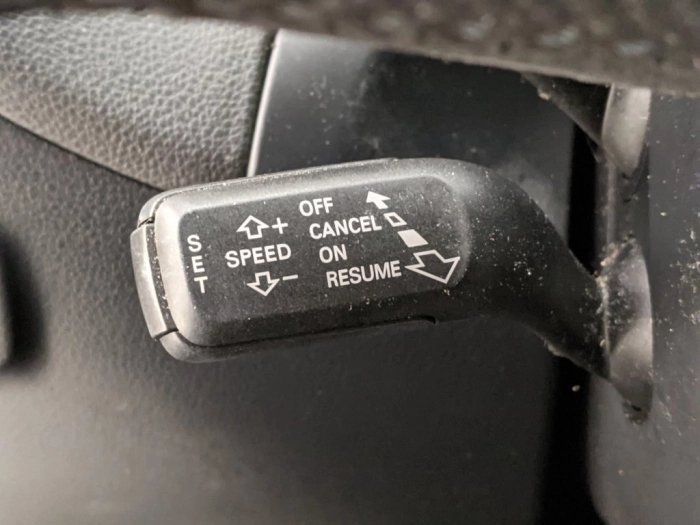 SET
+
SPEED
−
OFF
CANCEL
ON
RESUME